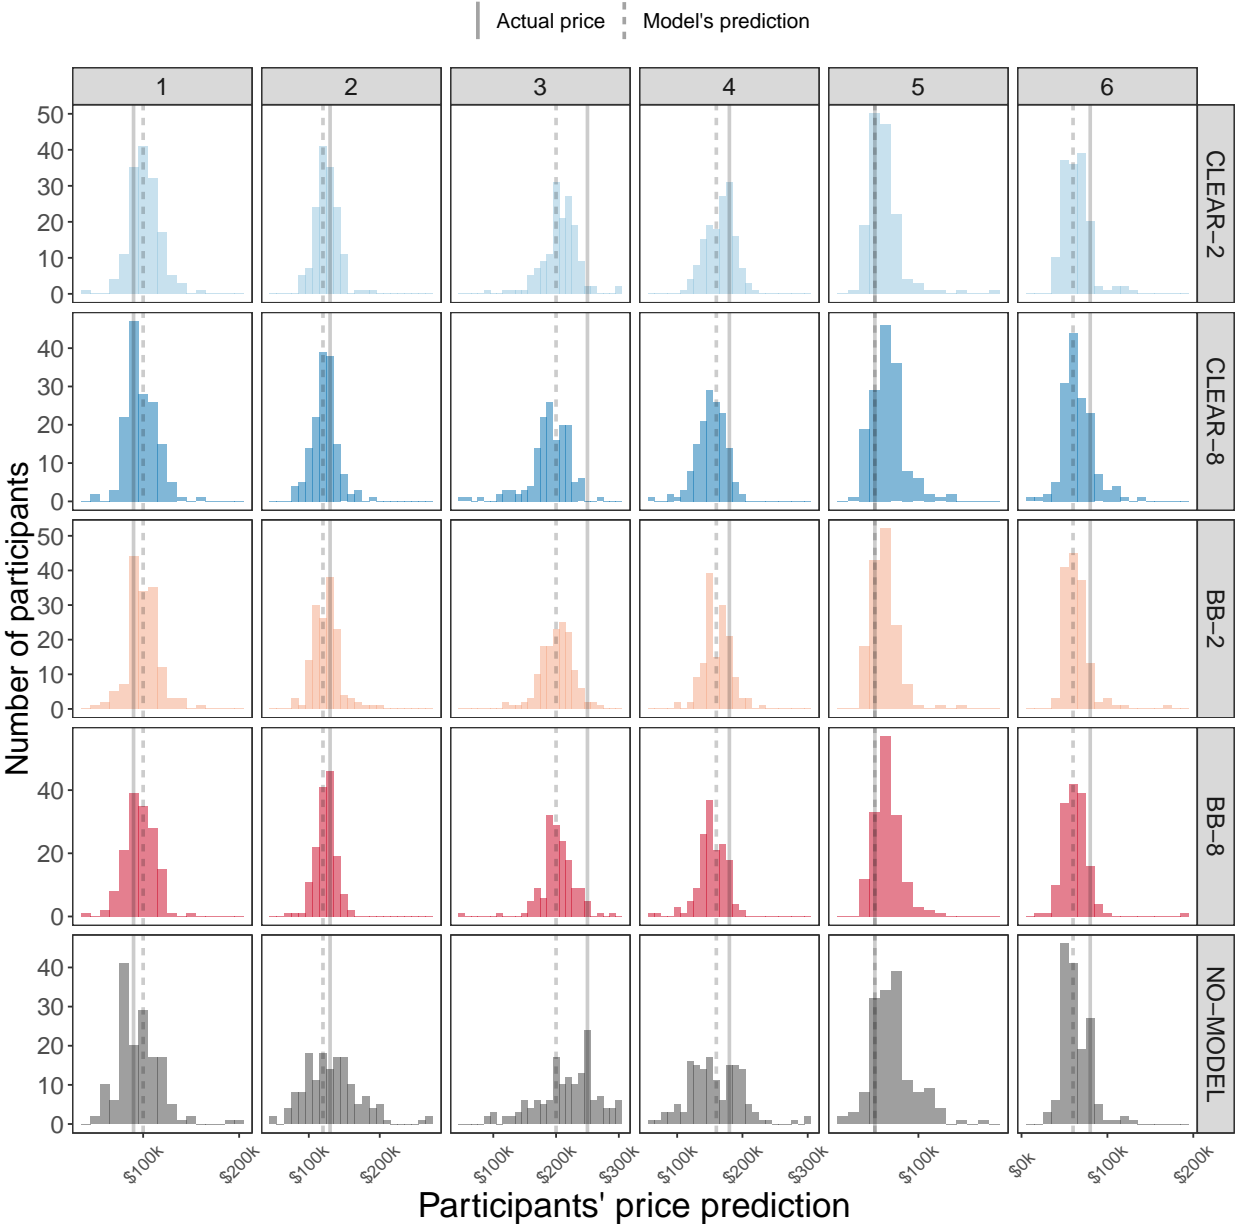 Actual price Model's prediction
1 2 3 4 5 6
50
40
30
20
10
0
CLEAR−2
40
30
20
10
0
CLEAR−8
50
40
30
20
10
0
BB−2
40
20
0
BB−8
40
30
20
10
0
NO−MODEL
Number of participants
$100k $200k $100k $200k $100k $200k $300k $100k $200k $300k $100k $0k $100k $200k
Participants' price prediction